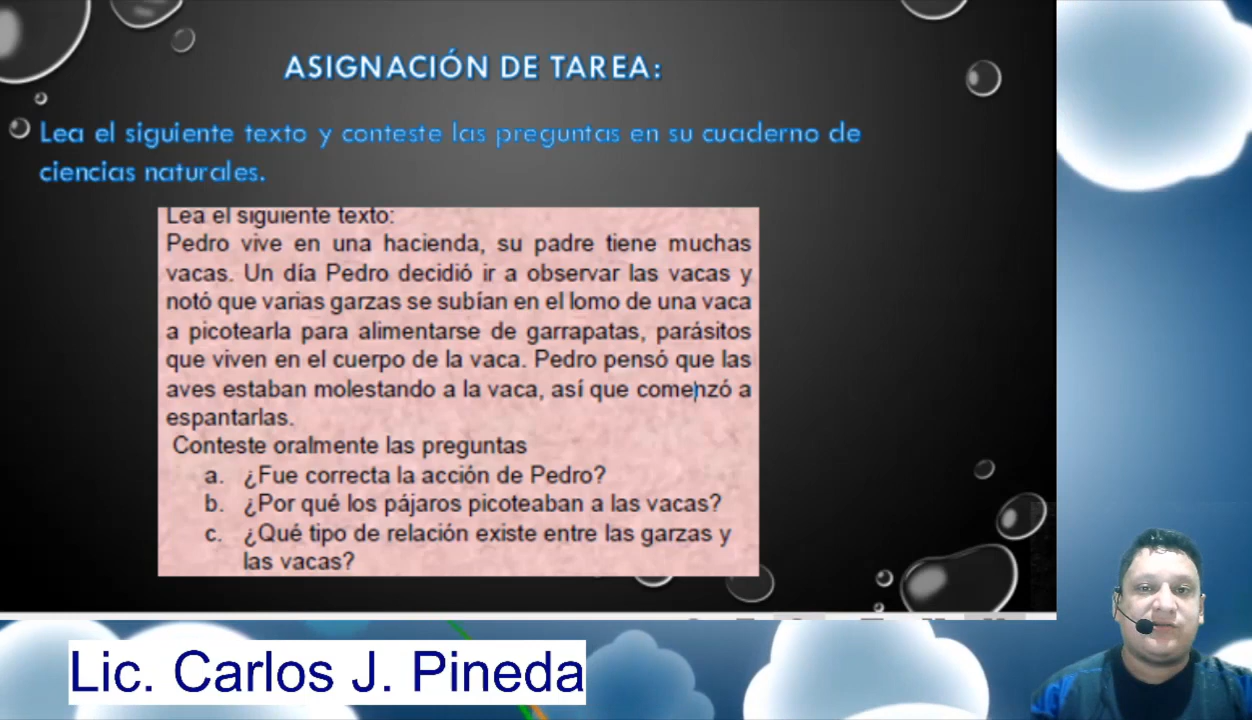 ASIGNACIÓN DE TAREA:
Lea el siguiente texto y conteste las preguntas en su cuaderno de
ciencias naturales.
Lea el siguiente texto:
Pedro vive en una hacienda, su padre tiene muchas
vacas. Un día Pedro decidió ir a observar las vacas y
notó que varias garzas se subían en el lomo de una vaca
a picotearla para alimentarse de garrapatas, parásitos
que viven en el cuerpo de la vaca. Pedro pensó que las
aves estaban molestando a la vaca, así que comenzó a
espantarlas.
Conteste oralmente las preguntas
a. ¿Fue correcta la acción de Pedro?
b. ¿Por qué los pájaros picoteaban a las vacas?
c. ¿Qué tipo de relación existe entre las garzas y
las vacas?
Lic. Carlos J. Pineda